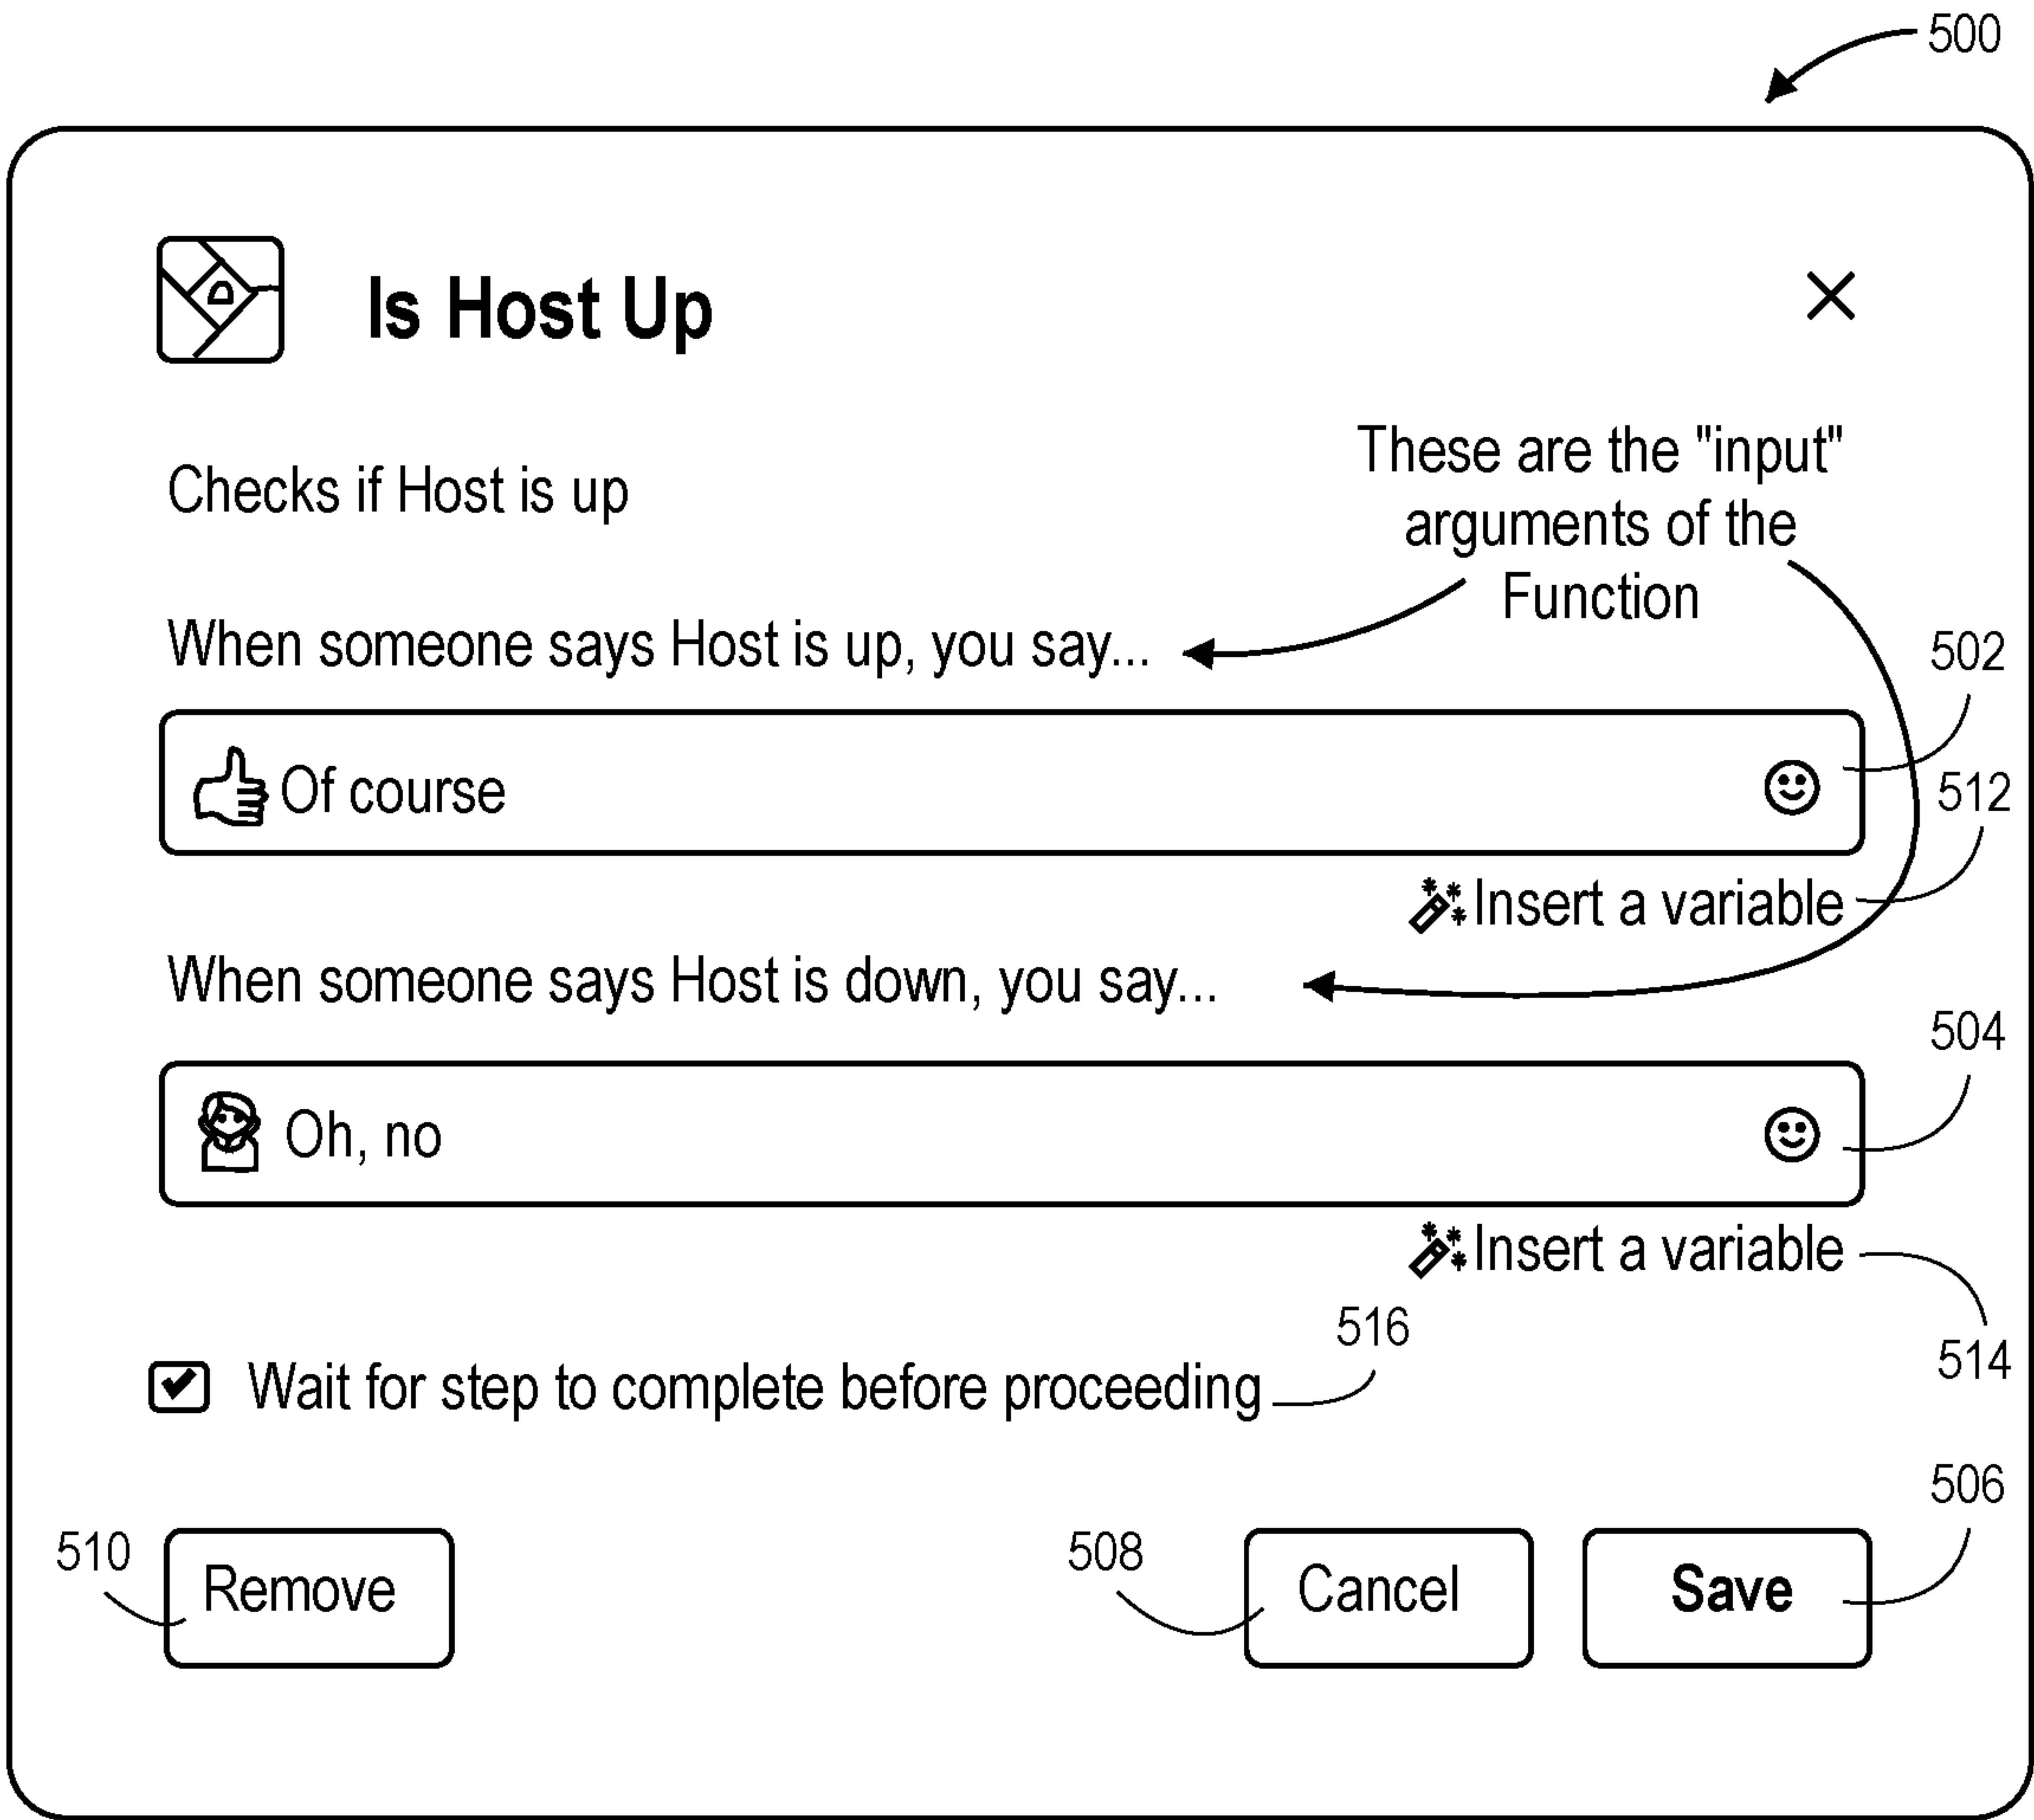 500
Is Host Up
These are the "input"
arguments of the
Function
Checks if Host is up
When someone says Host is up, you say...
502
Of course
512
Insert a variable
When someone says Host is down, you say...
504
Oh, no
Insert a variable
514
516
Wait for step to complete before proceeding
506
510
Remove
508
Cancel
Save